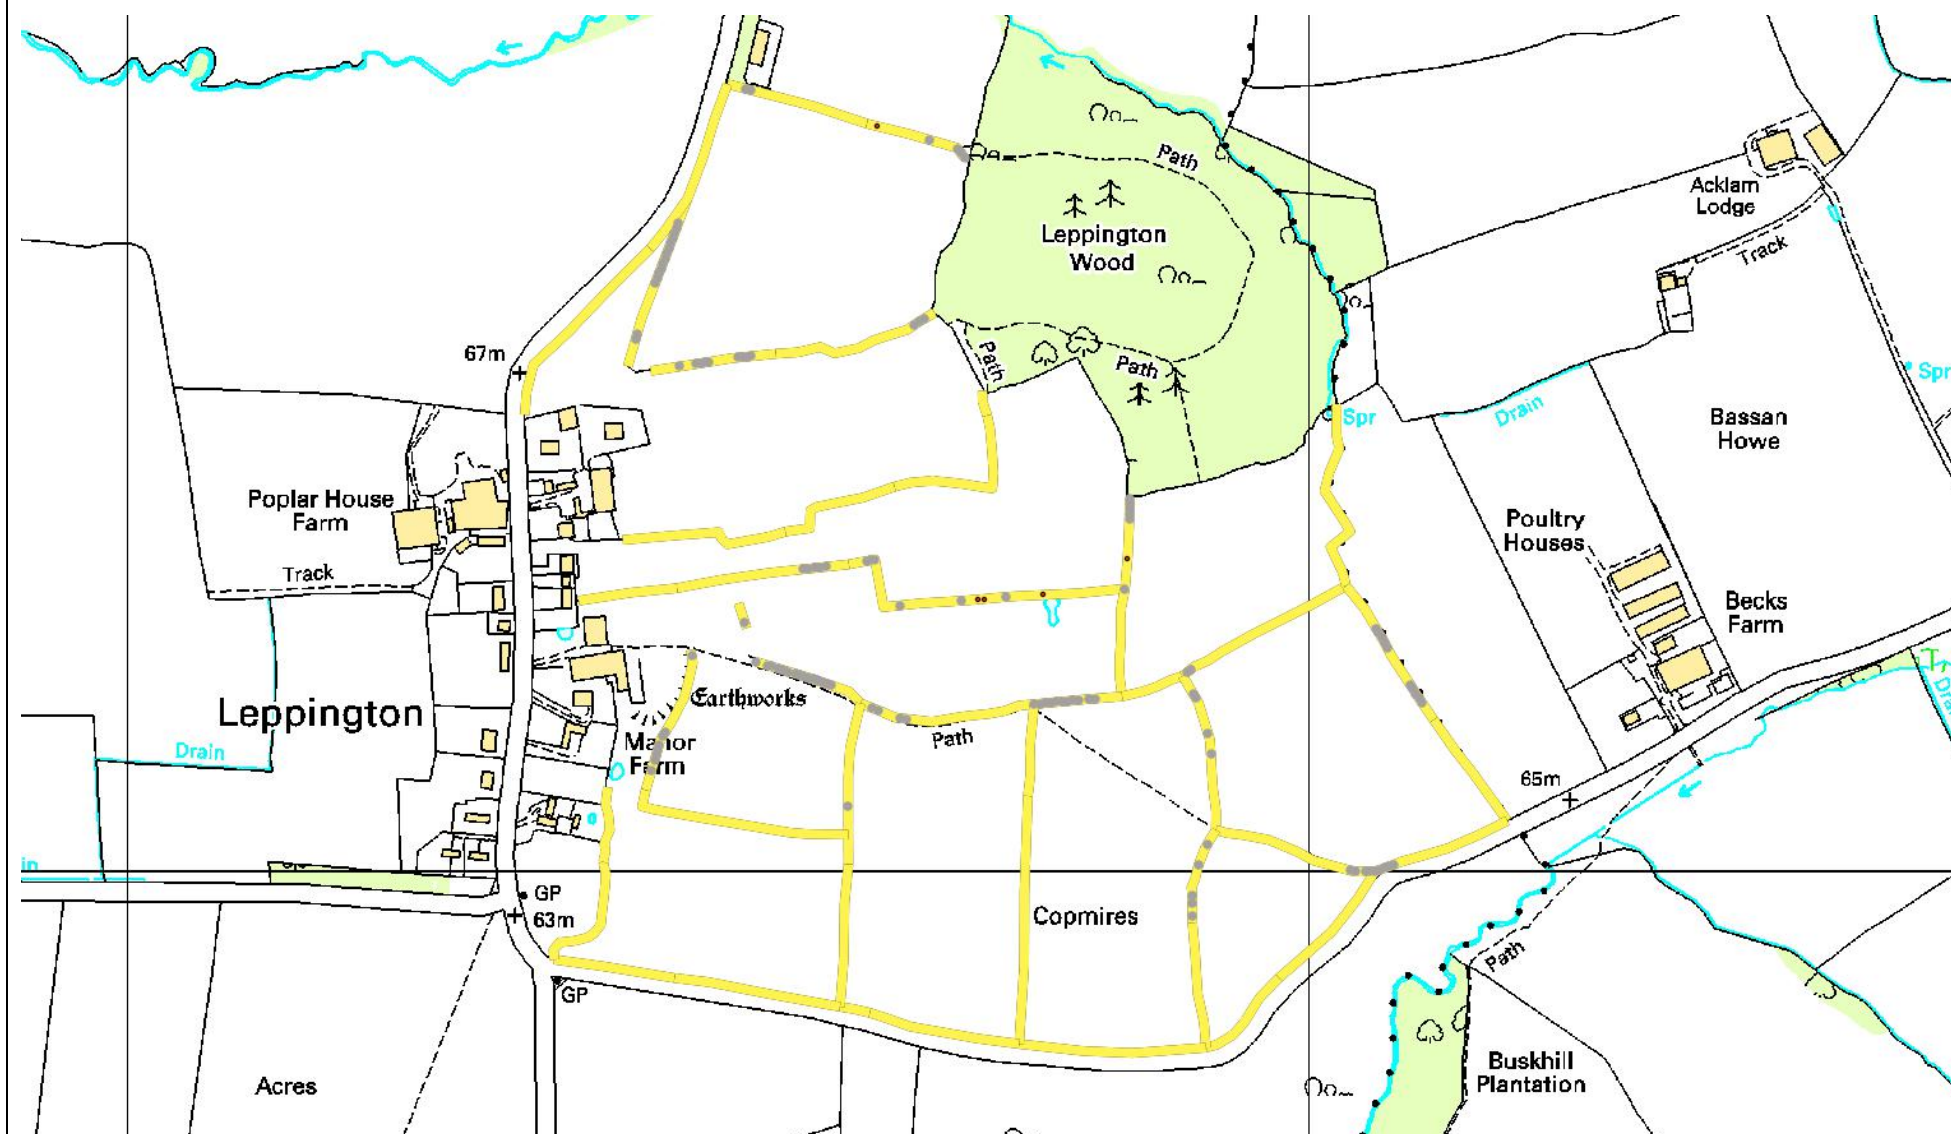 Path
Acklam
Lodge
Leppington
Wood
Track
67m
Path
Path
Spr
Spr
Drain
Bassan
Howe
Poplar House
Farm
Poultry
Houses
Track
Becks
Farm
Earthworks
Leppington
Manor
Farm
Path
Drain
65m
in
GP
63m
Copmires
Path
GP
Acres
Buskhill
Plantation